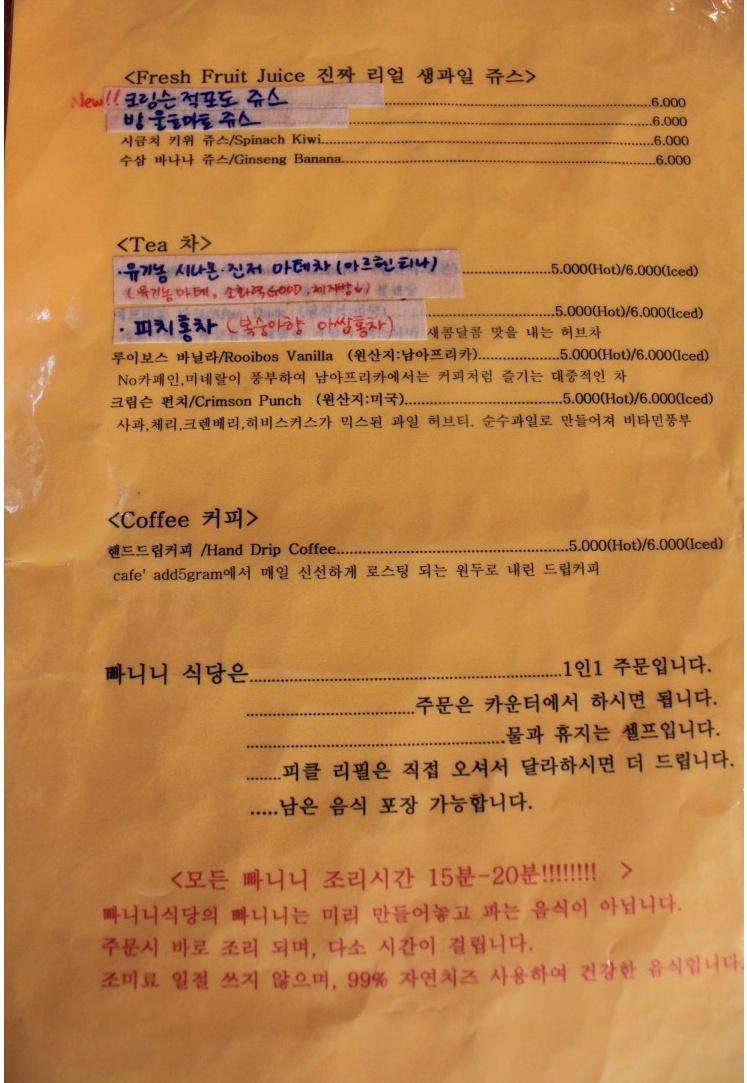 <Fresh Fruit Juice 진짜 리얼 생과일 쥬스>
New!! 크림슨적포도 쥬스..........6.000
방울토마토 쥬스..........6.000
시금치 키위 쥬스/Spinach Kiwi..........6.000
수삼 바나나 쥬스/Ginseng Banana..........6.000
<Tea 차>
·유기농 시나몬·진저 마테차 (아르헨티나)..........5.000(Hot)/6.000(Iced)
(유기농마테, 소화력GOOD, 체지방↓)
· 피치홍차 (복숭아향 아쌈홍차)..........5.000(Hot)/6.000(Iced)
새콤달콤 맛을 내는 허브차
루이보스 바닐라/Rooibos Vanilla (원산지:남아프리카)..........5.000(Hot)/6.000(Iced)
No카페인,미네랄이 풍부하여 남아프리카에서는 커피처럼 즐기는 대중적인 차
크림슨 펀치/Crimson Punch (원산지:미국)..........5.000(Hot)/6.000(Iced)
사과,체리,크렌베리,히비스커스가 믹스된 과일 허브티. 순수과일로 만들어져 비타민풍부
<Coffee 커피>
핸드드립커피 /Hand Drip Coffee..........5.000(Hot)/6.000(Iced)
cafe' add5gram에서 매일 신선하게 로스팅 되는 원두로 내린 드립커피
빠니니 식당은..........1인1 주문입니다.
..........주문은 카운터에서 하시면 됩니다.
..........물과 휴지는 셀프입니다.
.......피클 리필은 직접 오셔서 달라하시면 더 드립니다.
.....남은 음식 포장 가능합니다.
<모든 빠니니 조리시간 15분-20분!!!!!!!! >
빠니니식당의 빠니니는 미리 만들어놓고 파는 음식이 아닙니다.
주문시 바로 조리 되며, 다소 시간이 걸립니다.
조미료 일절 쓰지 않으며, 99% 자연치즈 사용하여 건강한 음식입니다.